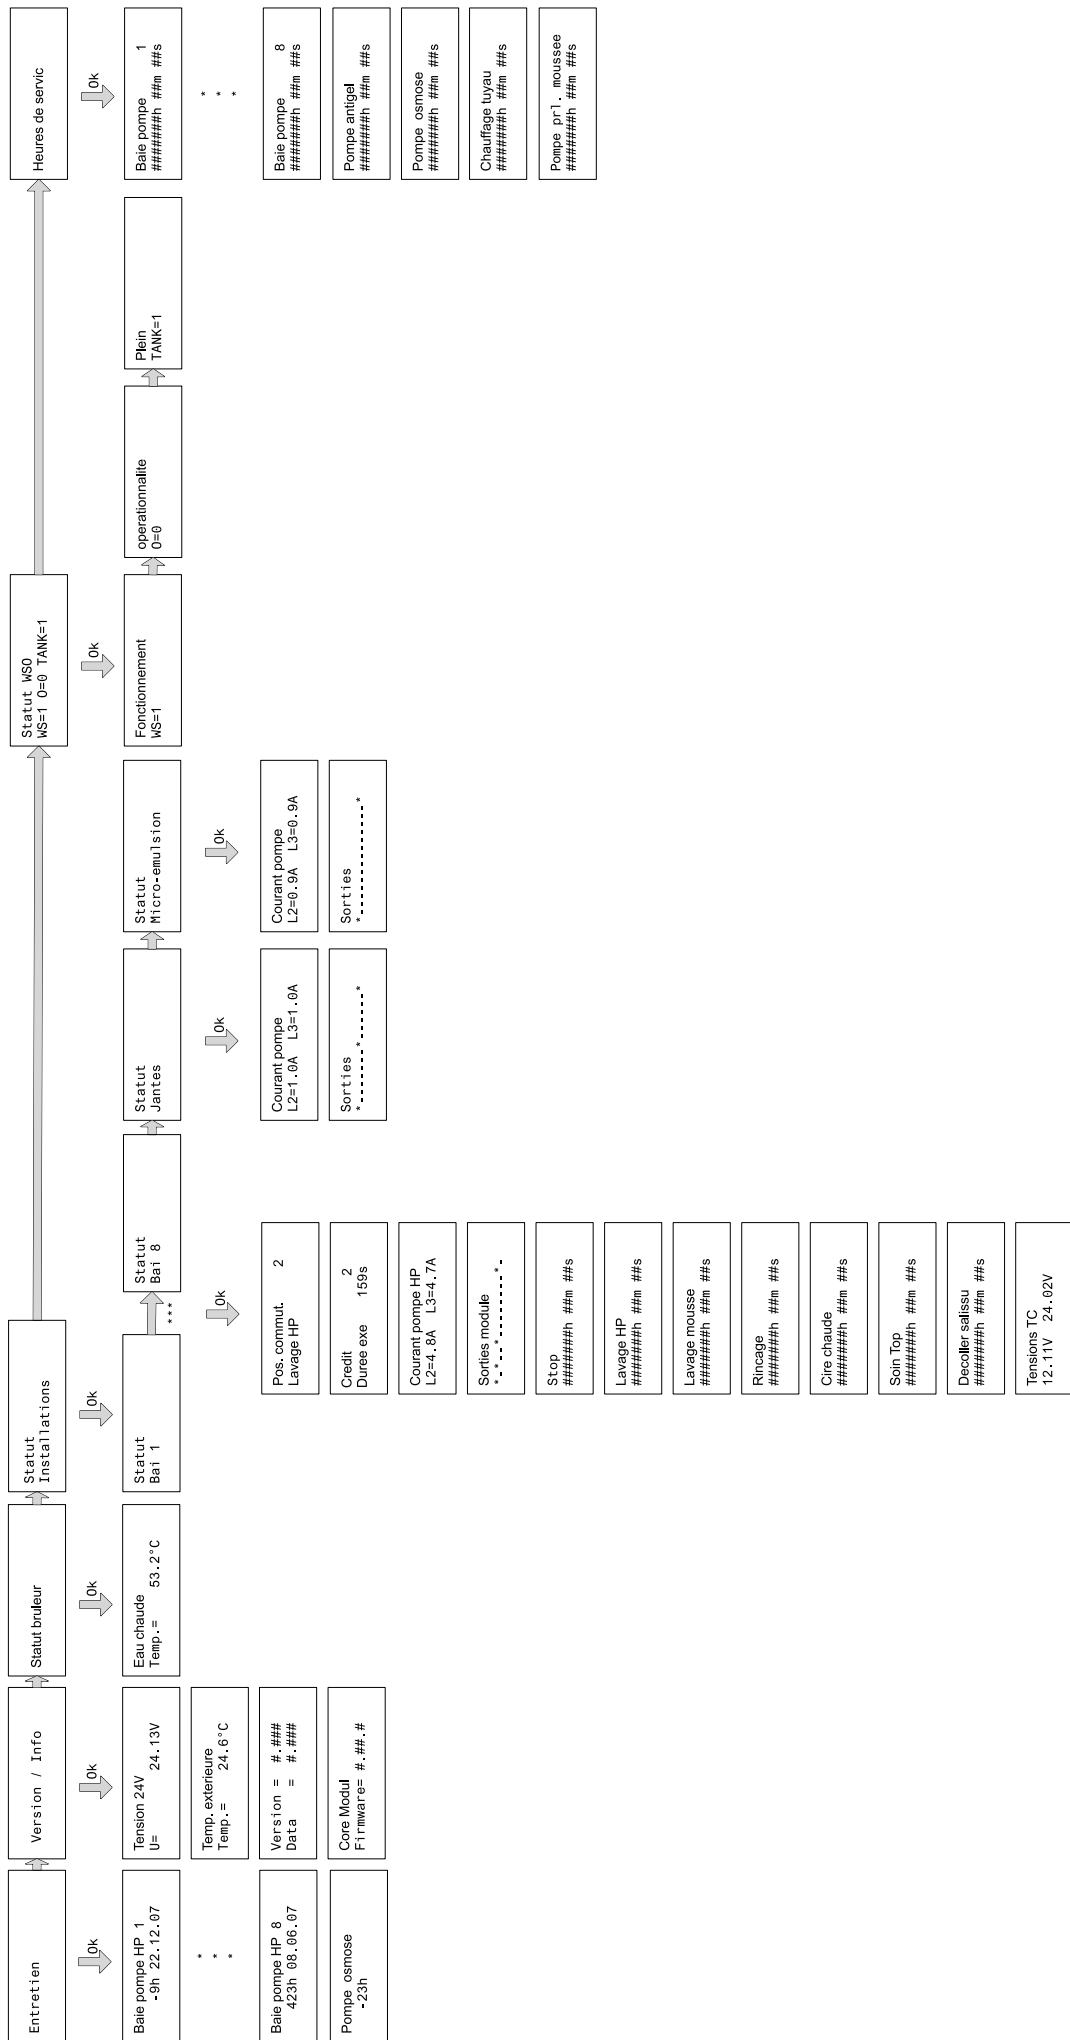 Entretien
Ok
Baie pompe HP 1
-9h 22.12.07
*
*
*
Baie pompe HP 8
423h 08.06.07
Pompe osmose
-23h
Version / Info
Ok
Tension 24V
U= 24.13V
Temp. exterieure
Temp.= 24.6°C
Version = #.###
Data = #.###
Core Modul
Firmware= #.##.#
Statut bruleur
Ok
Eau chaude
Temp.= 53.2°C
Statut
Installations
Ok
Statut
Bai 1
***
Statut
Bai 8
Ok
Pos. commut. 2
Lavage HP
Credit 2
Duree exe 159s
Courant pompe HP
L2=4.8A L3=4.7A
Sorties module
*-*--*---------*-
Stop
#######h ##m ##s
Lavage HP
#######h ##m ##s
Lavage mousse
#######h ##m ##s
Rincage
#######h ##m ##s
Cire chaude
#######h ##m ##s
Soin Top
#######h ##m ##s
Decoller salissu
#######h ##m ##s
Tensions TC
12.11V 24.02V
Statut
Jantes
Ok
Courant pompe
L2=1.0A L3=1.0A
Sorties
*-------*------*
Statut
Micro-emulsion
Ok
Courant pompe
L2=0.9A L3=0.9A
Sorties
*--------------*
Statut WSO
WS=1 O=0 TANK=1
Ok
Fonctionnement
WS=1
operationnalite
O=0
Plein
TANK=1
Heures de servic
Ok
Baie pompe 1
#######h ##m ##s
*
*
*
Baie pompe 8
#######h ##m ##s
Pompe antigel
#######h ##m ##s
Pompe osmose
#######h ##m ##s
Chauffage tuyau
#######h ##m ##s
Pompe prl. moussee
#######h ##m ##s